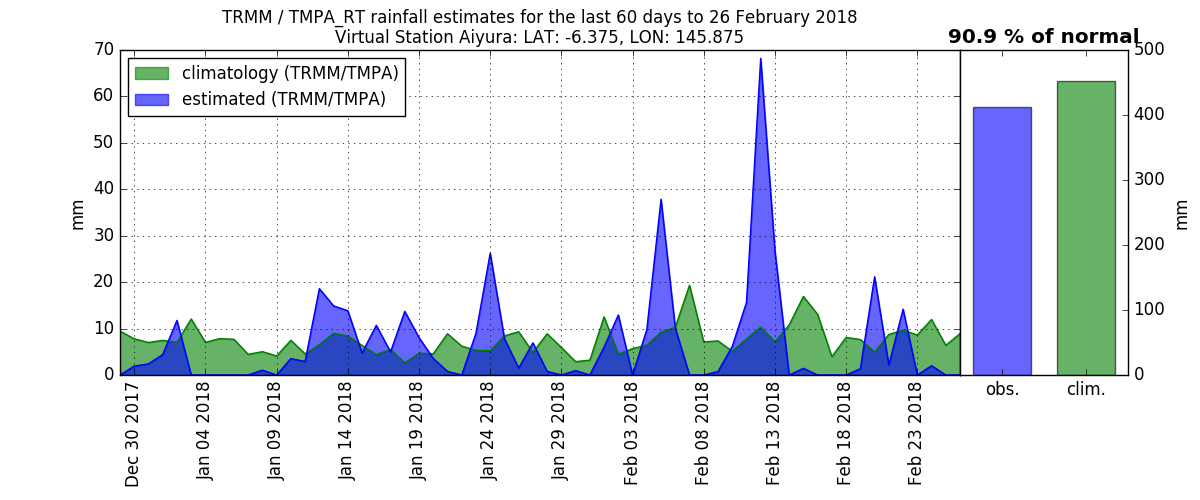 TRMM / TMPA_RT rainfall estimates for the last 60 days to 26 February 2018
Virtual Station Aiyura: LAT: -6.375, LON: 145.875
90.9 % of normal
climatology (TRMM/TMPA)
estimated (TRMM/TMPA)
70
60
50
40
30
20
10
0
mm
Dec 30 2017
Jan 04 2018
Jan 09 2018
Jan 14 2018
Jan 19 2018
Jan 24 2018
Jan 29 2018
Feb 03 2018
Feb 08 2018
Feb 13 2018
Feb 18 2018
Feb 23 2018
obs.
clim.
500
400
300
200
100
0
mm